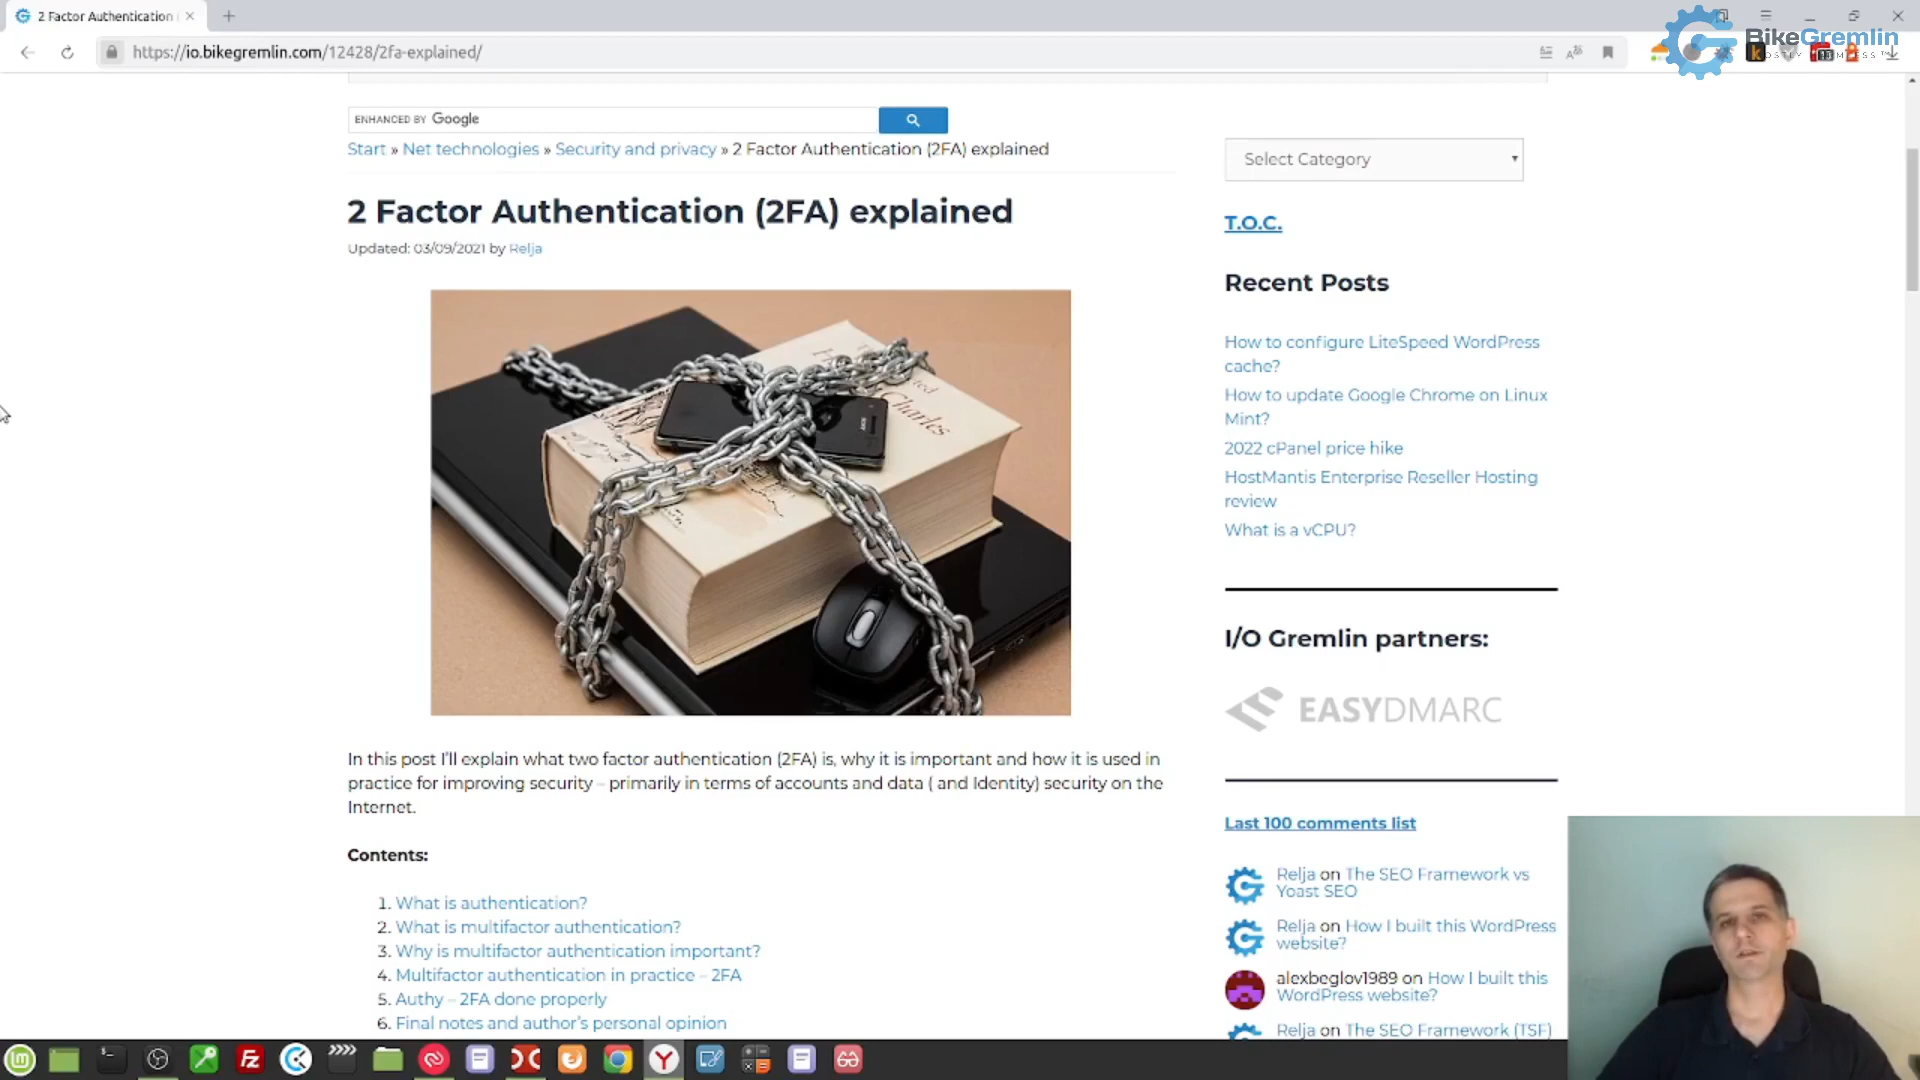 2 Factor Authentication
https://io.bikegremlin.com/12428/2fa-explained/
BikeGremlin
ENHANCED BY Google
Start » Net technologies » Security and privacy » 2 Factor Authentication (2FA) explained
2 Factor Authentication (2FA) explained
Updated: 03/09/2021 by Relja
Charles
In this post I'll explain what two factor authentication (2FA) is, why it is important and how it is used in
practice for improving security – primarily in terms of accounts and data ( and Identity) security on the
Internet.
Contents:
1. What is authentication?
2. What is multifactor authentication?
3. Why is multifactor authentication important?
4. Multifactor authentication in practice – 2FA
5. Authy – 2FA done properly
6. Final notes and author's personal opinion
Select Category
T.O.C.
Recent Posts
How to configure LiteSpeed WordPress
cache?
How to update Google Chrome on Linux
Mint?
2022 cPanel price hike
HostMantis Enterprise Reseller Hosting
review
What is a vCPU?
I/O Gremlin partners:
EASYDMARC
Last 100 comments list
Relja on The SEO Framework vs
Yoast SEO
Relja on How I built this WordPress
website?
alexbeglov1989 on How I built this
WordPress website?
Relja on The SEO Framework (TSF)